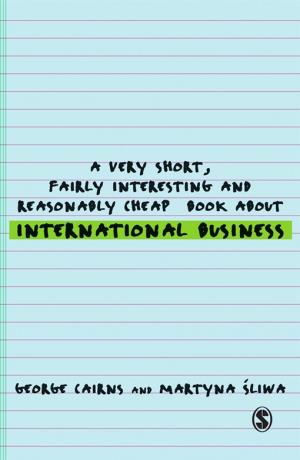 A VERY SHORT,
FAIRLY INTERESTING AND
REASONABLY CHEAP BOOK ABOUT
INTERNATIONAL BUSINESS
GEORGE CAIRNS AND MARTYNA ŚLIWA
S